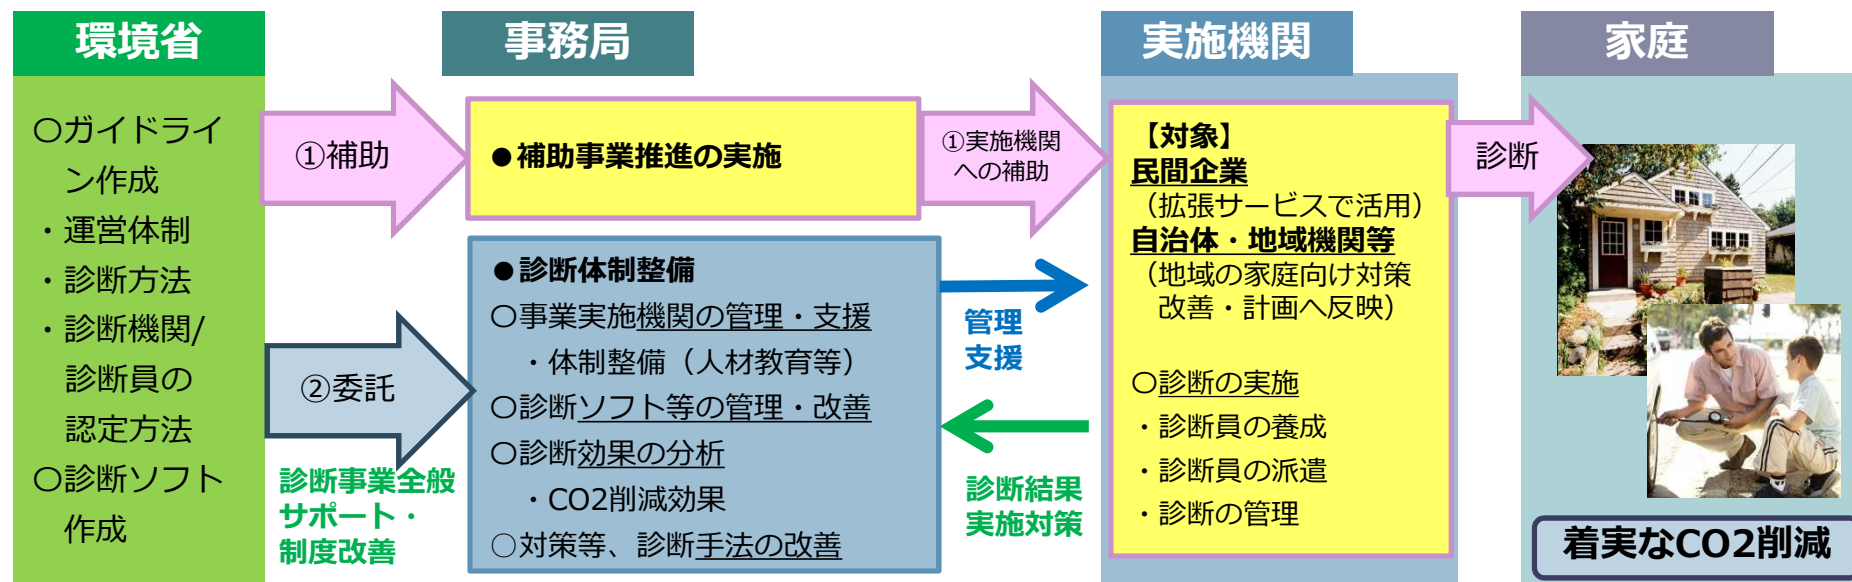 環境省
〇ガイドライ
ン作成
・運営体制
・診断方法
・診断機関/
診断員の
認定方法
〇診断ソフト
作成
①補助
②委託
診断事業全般
サポート・
制度改善
事務局
●補助事業推進の実施
●診断体制整備
〇事業実施機関の管理・支援
・体制整備（人材教育等）
〇診断ソフト等の管理・改善
〇診断効果の分析
・CO2削減効果
○対策等、診断手法の改善
①実施機関
への補助
管理
支援
診断結果
実施対策
実施機関
【対象】
民間企業
（拡張サービスで活用）
自治体・地域機関等
（地域の家庭向け対策
改善・計画へ反映）
〇診断の実施
・診断員の養成
・診断員の派遣
・診断の管理
診断
家庭
着実なCO2削減